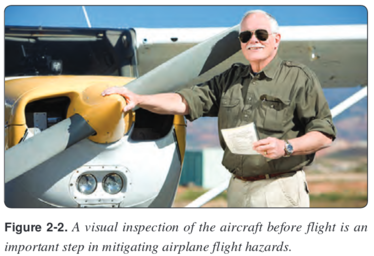 Figure 2-2. A visual inspection of the aircraft before flight is an
important step in mitigating airplane flight hazards.